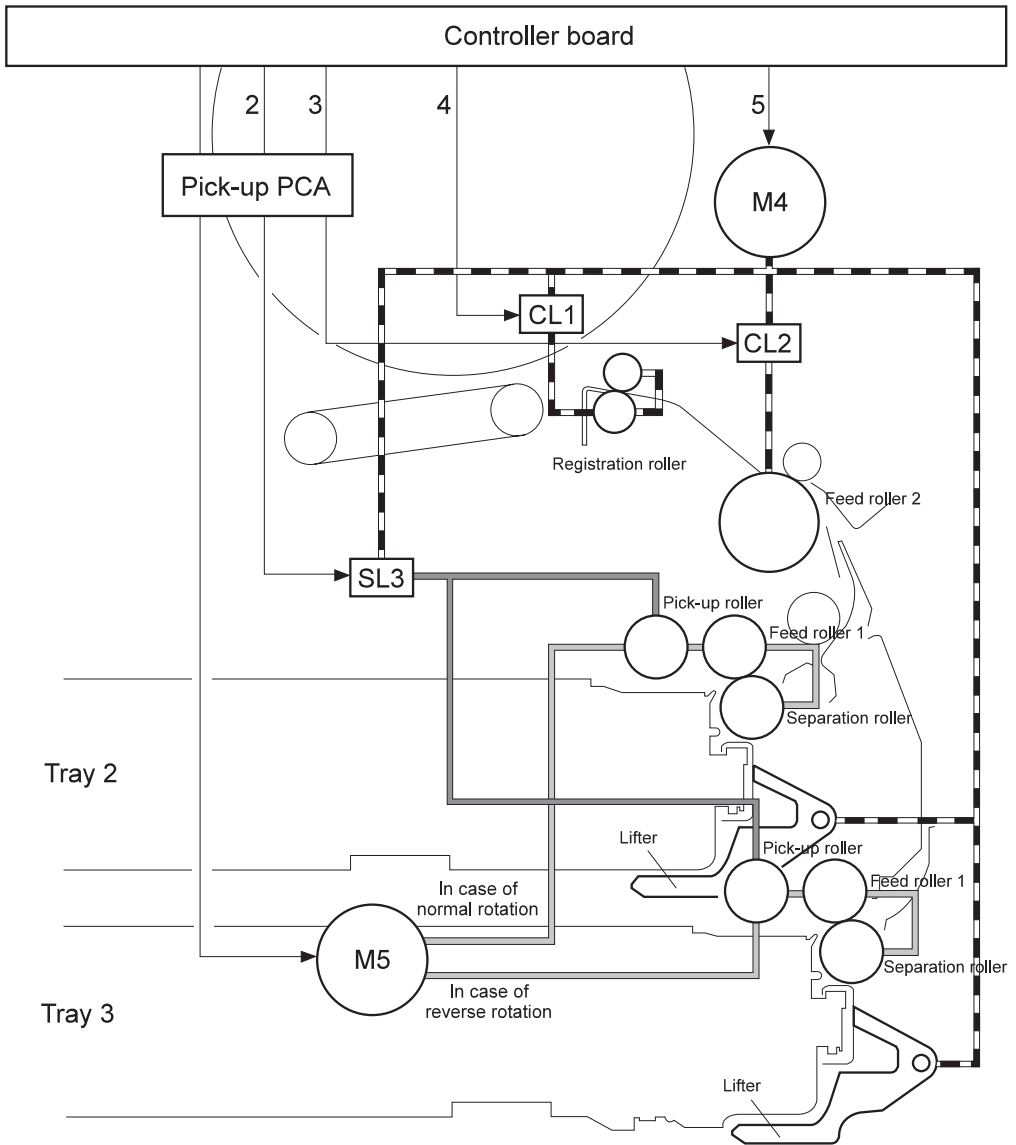 Controller board
2
3
4
5
Pick-up PCA
M4
CL1
CL2
Registration roller
Feed roller 2
SL3
Pick-up roller
Feed roller 1
Separation roller
Tray 2
Lifter
Pick-up roller
Feed roller 1
In case of
normal rotation
M5
Separation roller
In case of
reverse rotation
Tray 3
Lifter